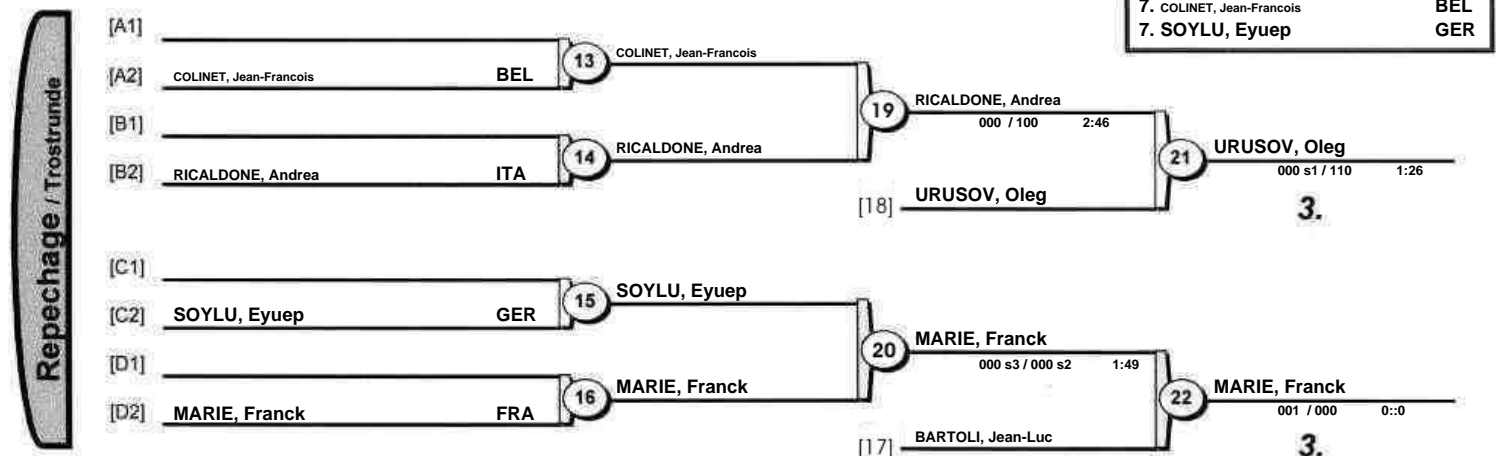 7. COLINET, Jean-Francois BEL
7. SOYLU, Eyuep GER
Repechage / Trostrunde
[A1]
[A2] COLINET, Jean-Francois BEL
13 COLINET, Jean-Francois
[B1]
[B2] RICALDONE, Andrea ITA
14 RICALDONE, Andrea
19 RICALDONE, Andrea
000 / 100 2:46
[18] URUSOV, Oleg
21 URUSOV, Oleg
000 s1 / 110 1:26
3.
[C1]
[C2] SOYLU, Eyuep GER
15 SOYLU, Eyuep
[D1]
[D2] MARIE, Franck FRA
16 MARIE, Franck
20 MARIE, Franck
000 s3 / 000 s2 1:49
[17] BARTOLI, Jean-Luc
22 MARIE, Franck
001 / 000 0::0
3.